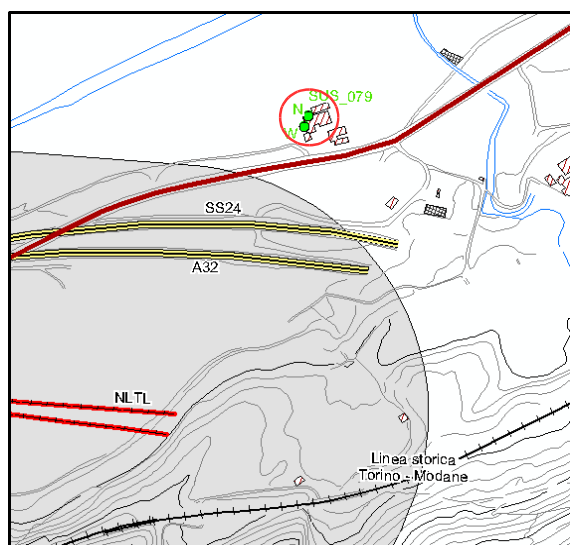 SUS_079
N
W
SS24
A32
NLTL
Linea storica
Torino - Modane